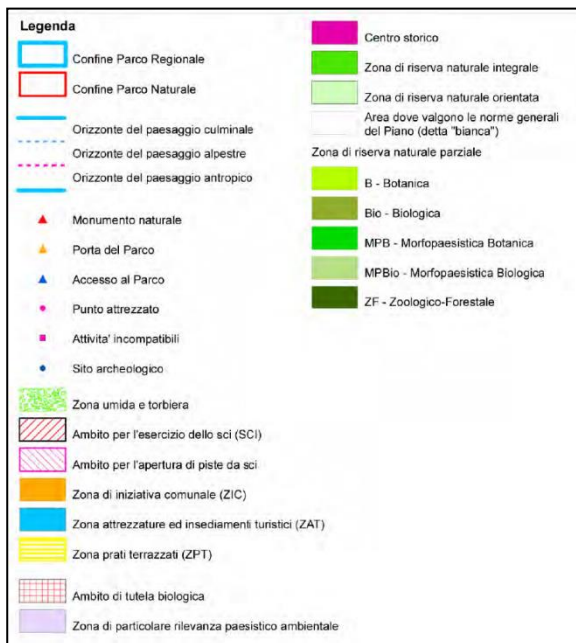 Legenda
Confine Parco Regionale
Confine Parco Naturale
Orizzonte del paesaggio culminale
Orizzonte del paesaggio alpestre
Orizzonte del paesaggio antropico
Monumento naturale
Porta del Parco
Accesso al Parco
Punto attrezzato
Attivita' incompatibili
Sito archeologico
Zona umida e torbiera
Ambito per l'esercizio dello sci (SCI)
Ambito per l'apertura di piste da sci
Zona di iniziativa comunale (ZIC)
Zona attrezzature ed insediamenti turistici (ZAT)
Zona prati terrazzati (ZPT)
Ambito di tutela biologica
Zona di particolare rilevanza paesistico ambientale
Centro storico
Zona di riserva naturale integrale
Zona di riserva naturale orientata
Area dove valgono le norme generali
del Piano (detta "bianca")
Zona di riserva naturale parziale
B - Botanica
Bio - Biologica
MPB - Morfopaesistica Botanica
MPBio - Morfopaesistica Biologica
ZF - Zoologico-Forestale